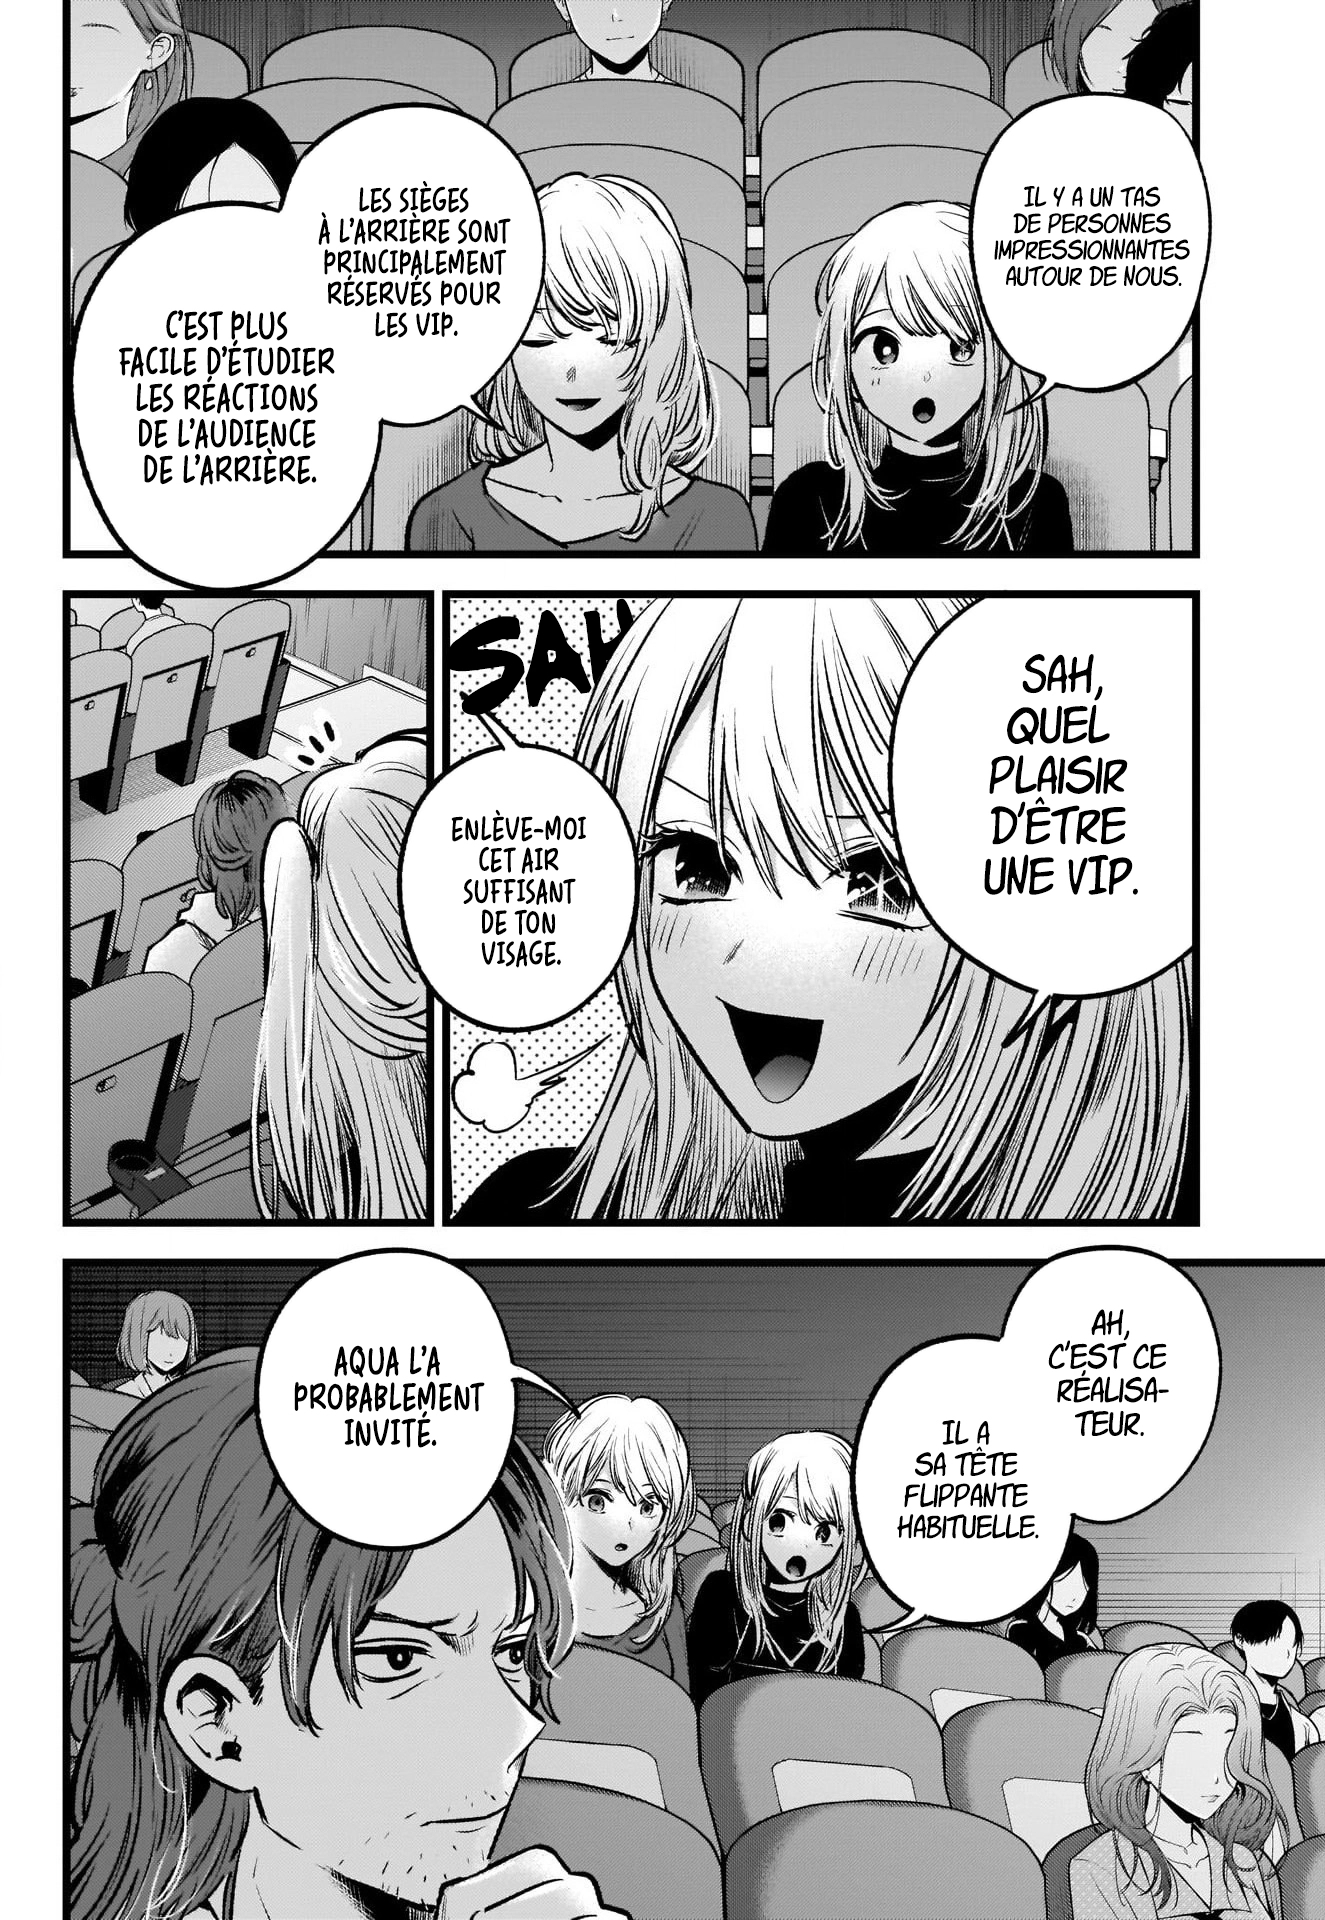 IL Y A UN TAS
DE PERSONNES
IMPRESSIONNANTES
AUTOUR DE NOUS.
LES SIÈGES
À L'ARRIÈRE SONT
PRINCIPALEMENT
RÉSERVÉS POUR
LES VIP.
C'EST PLUS
FACILE D'ÉTUDIER
LES RÉACTIONS
DE L'AUDIENCE
DE L'ARRIÈRE.
SAH,
QUEL
PLAISIR
D'ÊTRE
UNE VIP.
SAH
ENLÈVE-MOI
CET AIR
SUFFISANT
DE TON
VISAGE.
AH,
C'EST CE
RÉALISA-
TEUR.
IL A
SA TÊTE
FLIPPANTE
HABITUELLE.
AQUA L'A
PROBABLEMENT
INVITÉ.